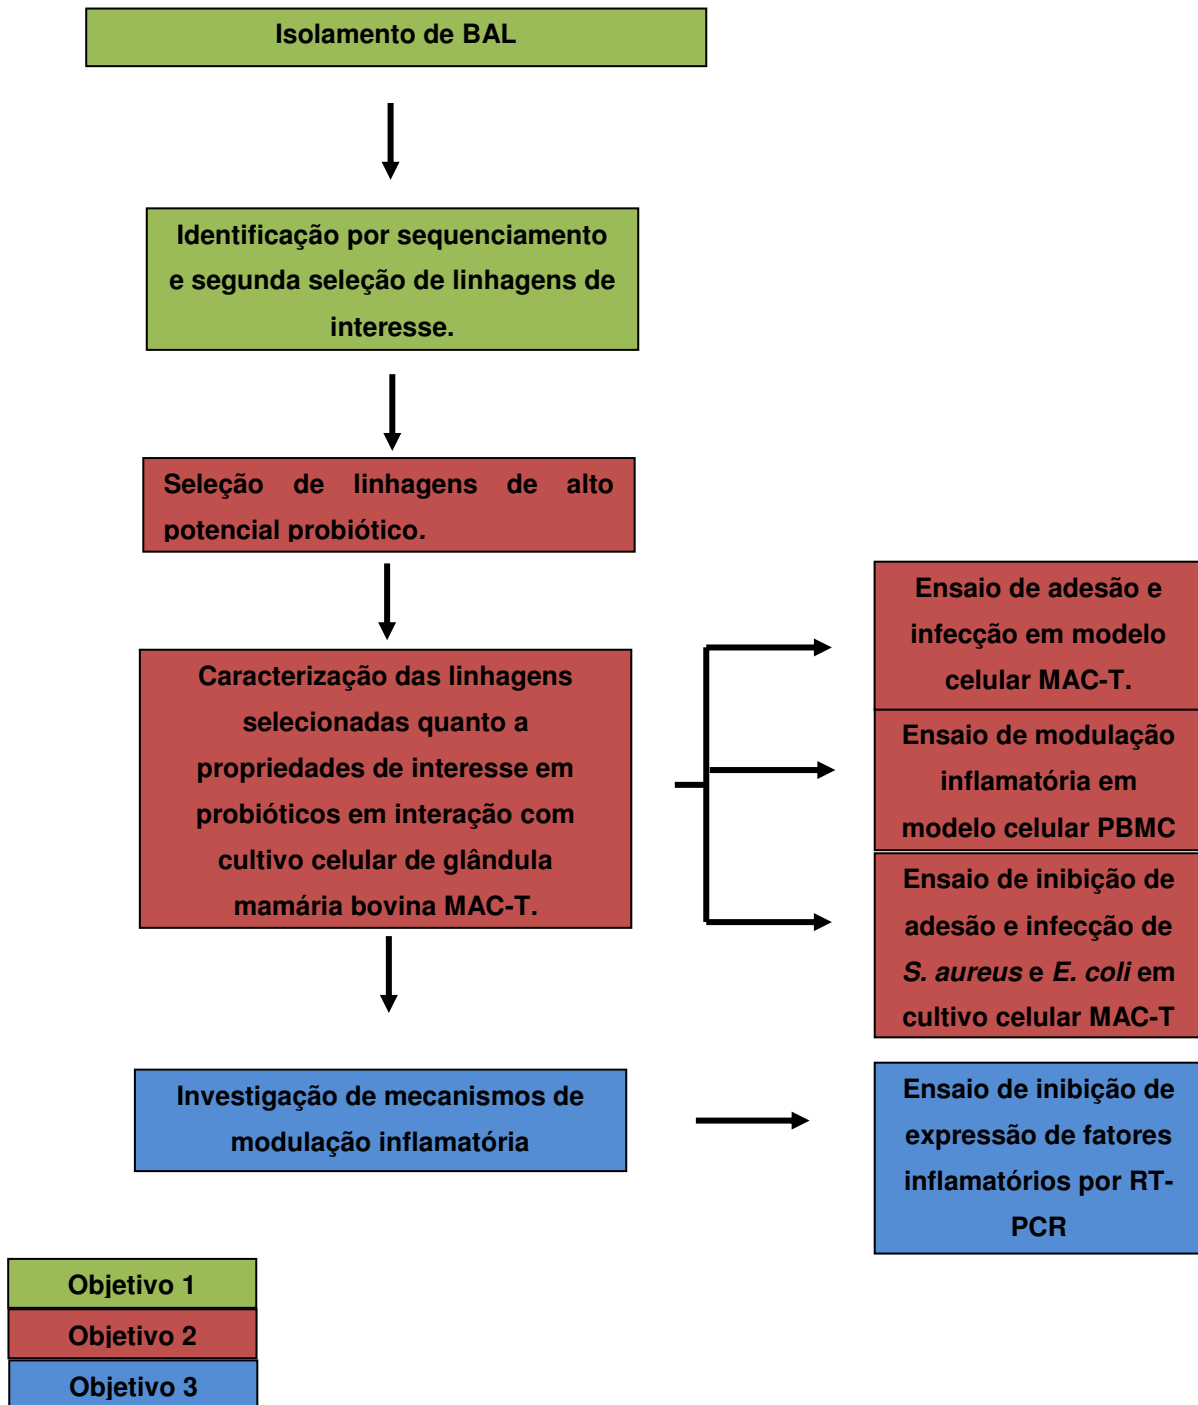 Isolamento de BAL
Identificação por sequenciamento
e segunda seleção de linhagens de
interesse.
Seleção de linhagens de alto
potencial probiótico.
Caracterização das linhagens
selecionadas quanto a
propriedades de interesse em
probióticos em interação com
cultivo celular de glândula
mamária bovina MAC-T.
Ensaio de adesão e
infecção em modelo
celular MAC-T.
Ensaio de modulação
inflamatória em
modelo celular PBMC
Ensaio de inibição de
adesão e infecção de
S. aureus e E. coli em
cultivo celular MAC-T
Investigação de mecanismos de
modulação inflamatória
Ensaio de inibição de
expressão de fatores
inflamatórios por RT-
PCR
Objetivo 1
Objetivo 2
Objetivo 3